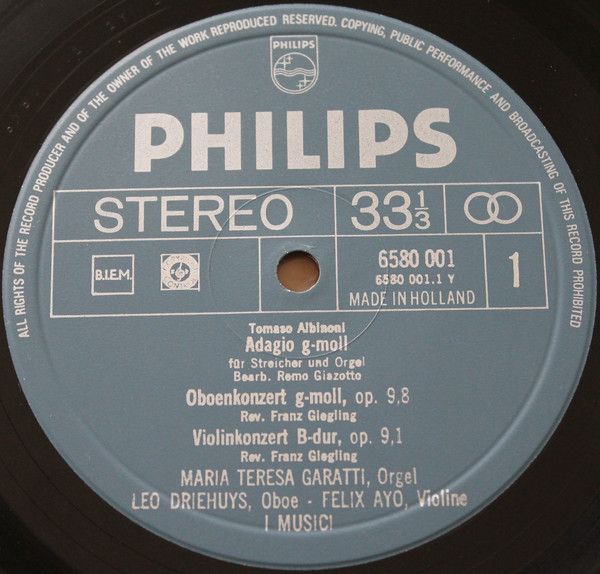 ALL RIGHTS OF THE RECORD PRODUCER AND OF THE OWNER OF THE WORK REPRODUCED RESERVED. COPYING, PUBLIC PERFORMANCE AND BROADCASTING OF THIS RECORD PROHIBITED
PHILIPS
PHILIPS
STEREO 33⅓
B.I.E.M.
6580 001
6580 001.1 Y
MADE IN HOLLAND
1
Tomaso Albinoni
Adagio g-moll
für Streicher und Orgel
Bearb. Remo Giazotto
Oboenkonzert g-moll, op. 9,8
Rev. Franz Giegling
Violinkonzert B-dur, op. 9,1
Rev. Franz Giegling
MARIA TERESA GARATTI, Orgel
LEO DRIEHUYS, Oboe - FELIX AYO, Violine
I MUSICI